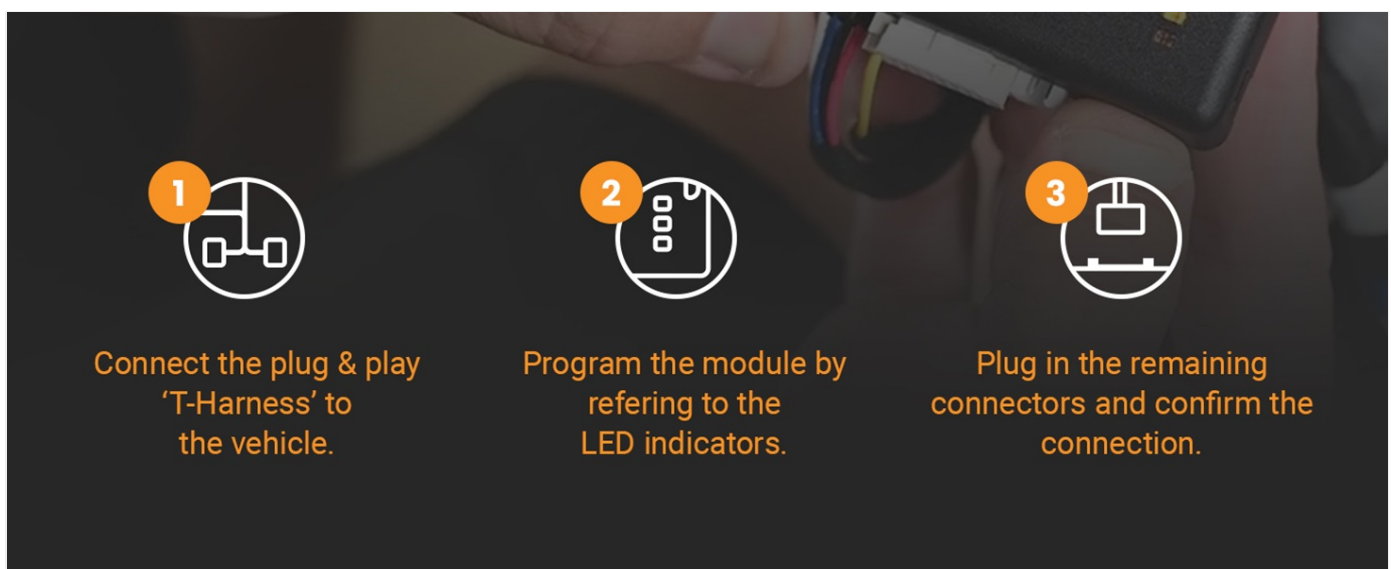 1
Connect the plug & play
‘T-Harness’ to
the vehicle.
2
Program the module by
refering to the
LED indicators.
3
Plug in the remaining
connectors and confirm the
connection.